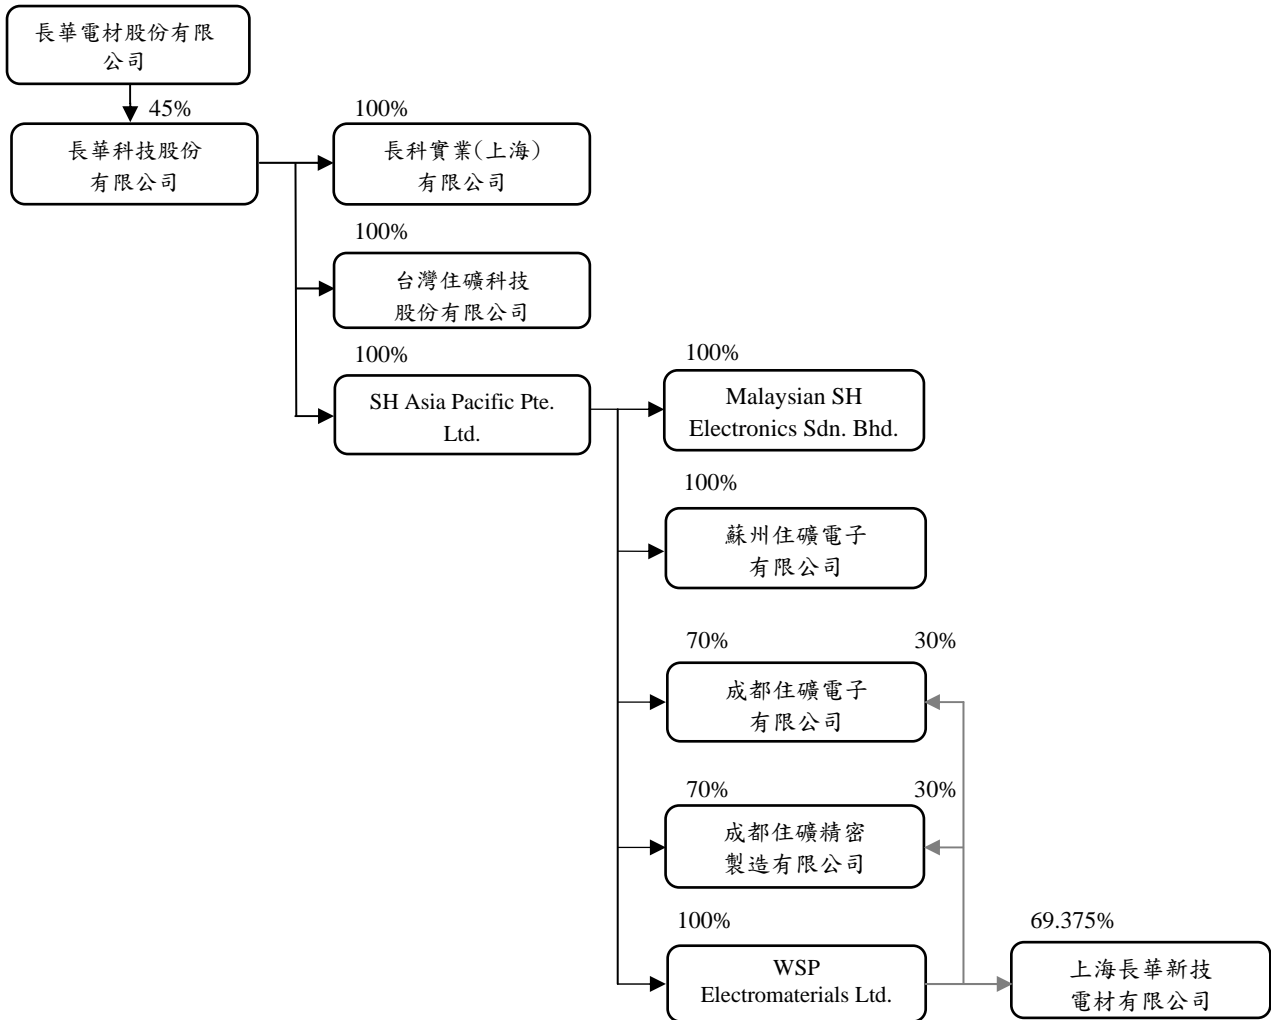 長華電材股份有限
公司
45%
100%
長華科技股份
有限公司
長科實業(上海)
有限公司
100%
台灣住礦科技
股份有限公司
100%
SH Asia Pacific Pte.
Ltd.
100%
Malaysian SH
Electronics Sdn. Bhd.
100%
蘇州住礦電子
有限公司
70%
30%
成都住礦電子
有限公司
70%
30%
成都住礦精密
製造有限公司
100%
WSP
Electromaterials Ltd.
69.375%
上海長華新技
電材有限公司